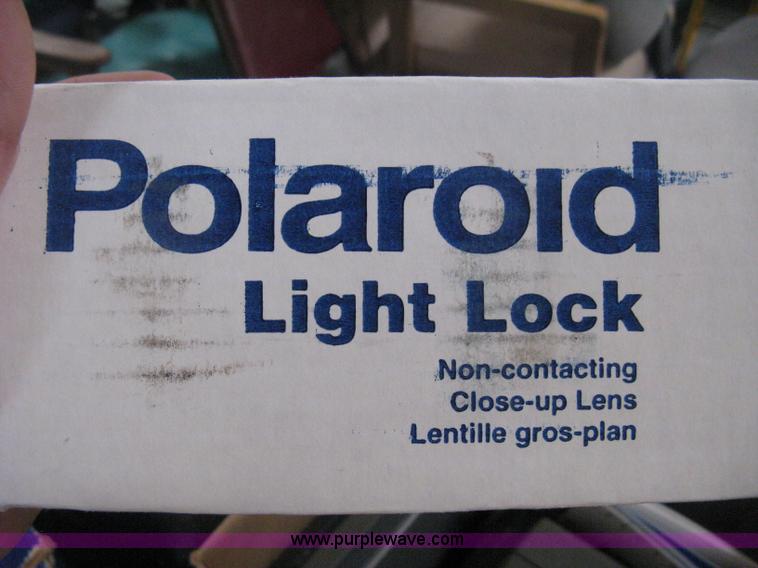 Polaroid
Light Lock
Non-contacting
Close-up Lens
Lentille gros-plan
www.purplewave.com